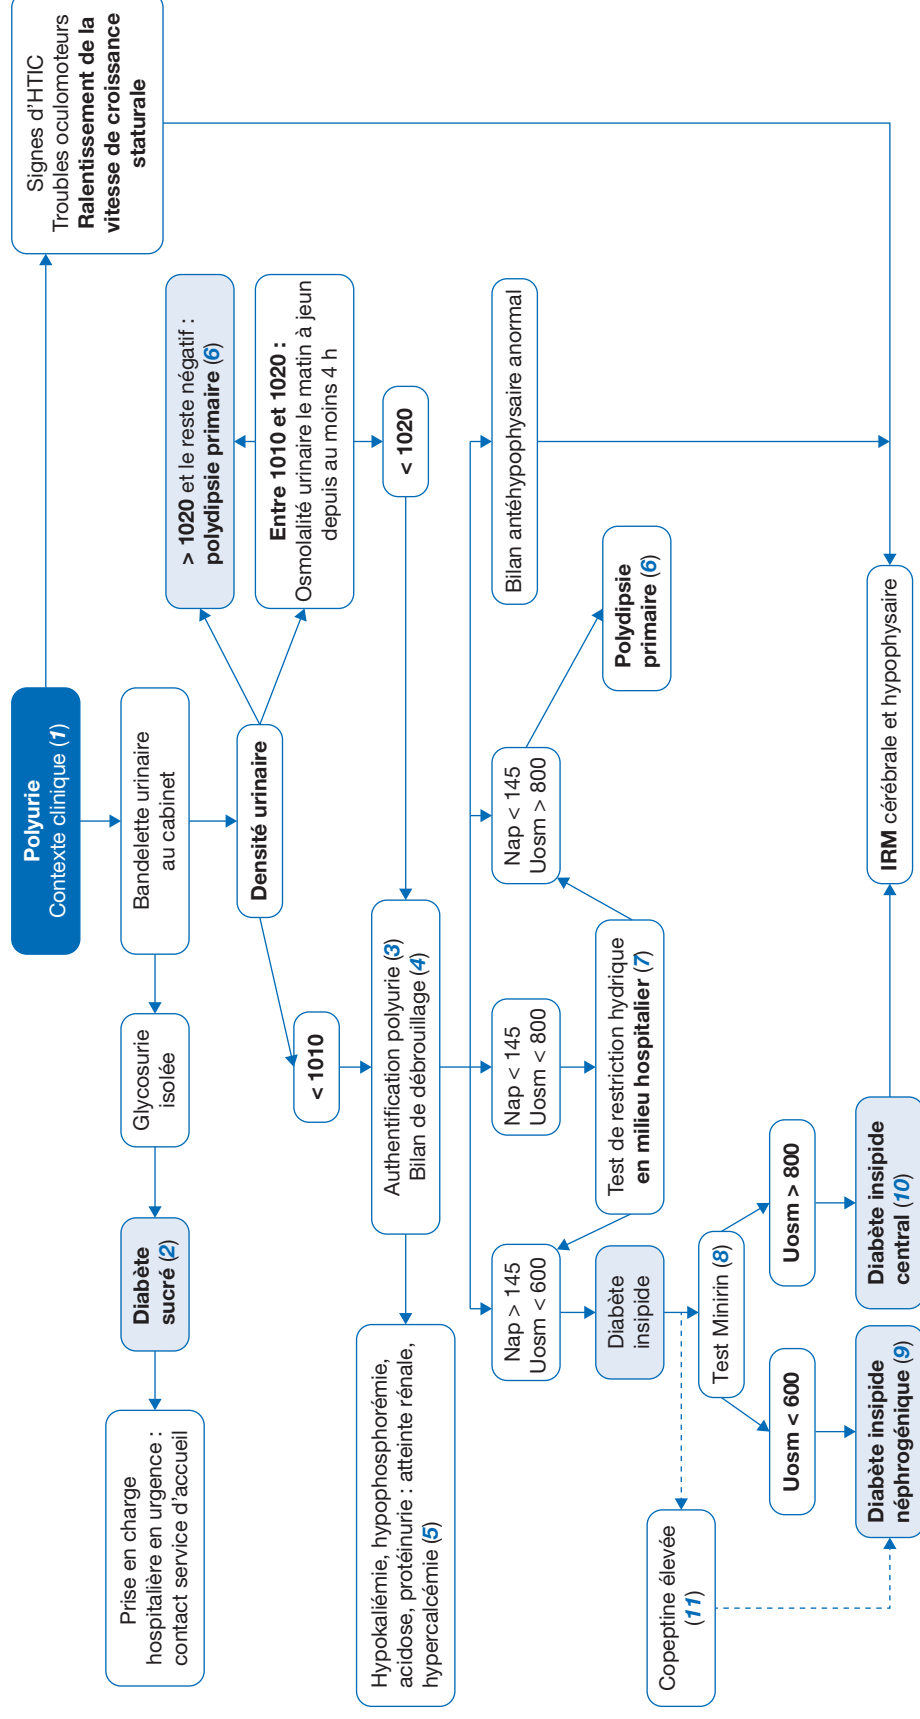 Polyurie
Contexte clinique (1)
Signes d'HTIC
Troubles oculomoteurs
Ralentissement de la
vitesse de croissance
staturale
Prise en charge
hospitalière en urgence :
contact service d'accueil
Diabète
sucré (2)
Glycosurie
isolée
Bandelette urinaire
au cabinet
Densité urinaire
> 1020 et le reste négatif :
polydipsie primaire (6)
Entre 1010 et 1020 :
Osmolalité urinaire le matin à jeun
depuis au moins 4 h
< 1010
< 1020
Hypokaliémie, hypophosphorémie,
acidose, protéinurie : atteinte rénale,
hypercalcémie (5)
Authentification polyurie (3)
Bilan de débrouillage (4)
Nap > 145
Uosm < 600
Nap < 145
Uosm < 800
Nap < 145
Uosm > 800
Bilan antéhypophysaire anormal
Diabète
insipide
Test de restriction hydrique
en milieu hospitalier (7)
Polydipsie
primaire (6)
Copeptine élevée
(11)
Test Minirin (8)
Uosm < 600
Uosm > 800
Diabète insipide
néphrogénique (9)
Diabète insipide
central (10)
IRM cérébrale et hypophysaire